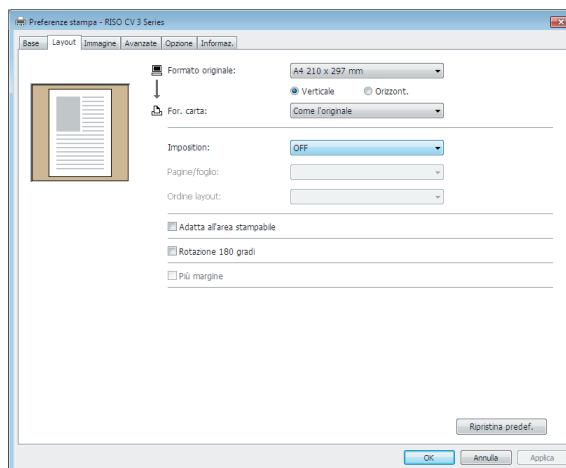 Preferenze stampa - RISO CV 3 Series
Base Layout Immagine Avanzate Opzione Informaz.
Formato originale: A4 210 x 297 mm
Verticale Orizzont.
For. carta: Come l'originale
Imposition: OFF
Pagine/foglio:
Ordine layout:
Adatta all'area stampabile
Rotazione 180 gradi
Più margine
Ripristina predef.
OK Annulla Applica